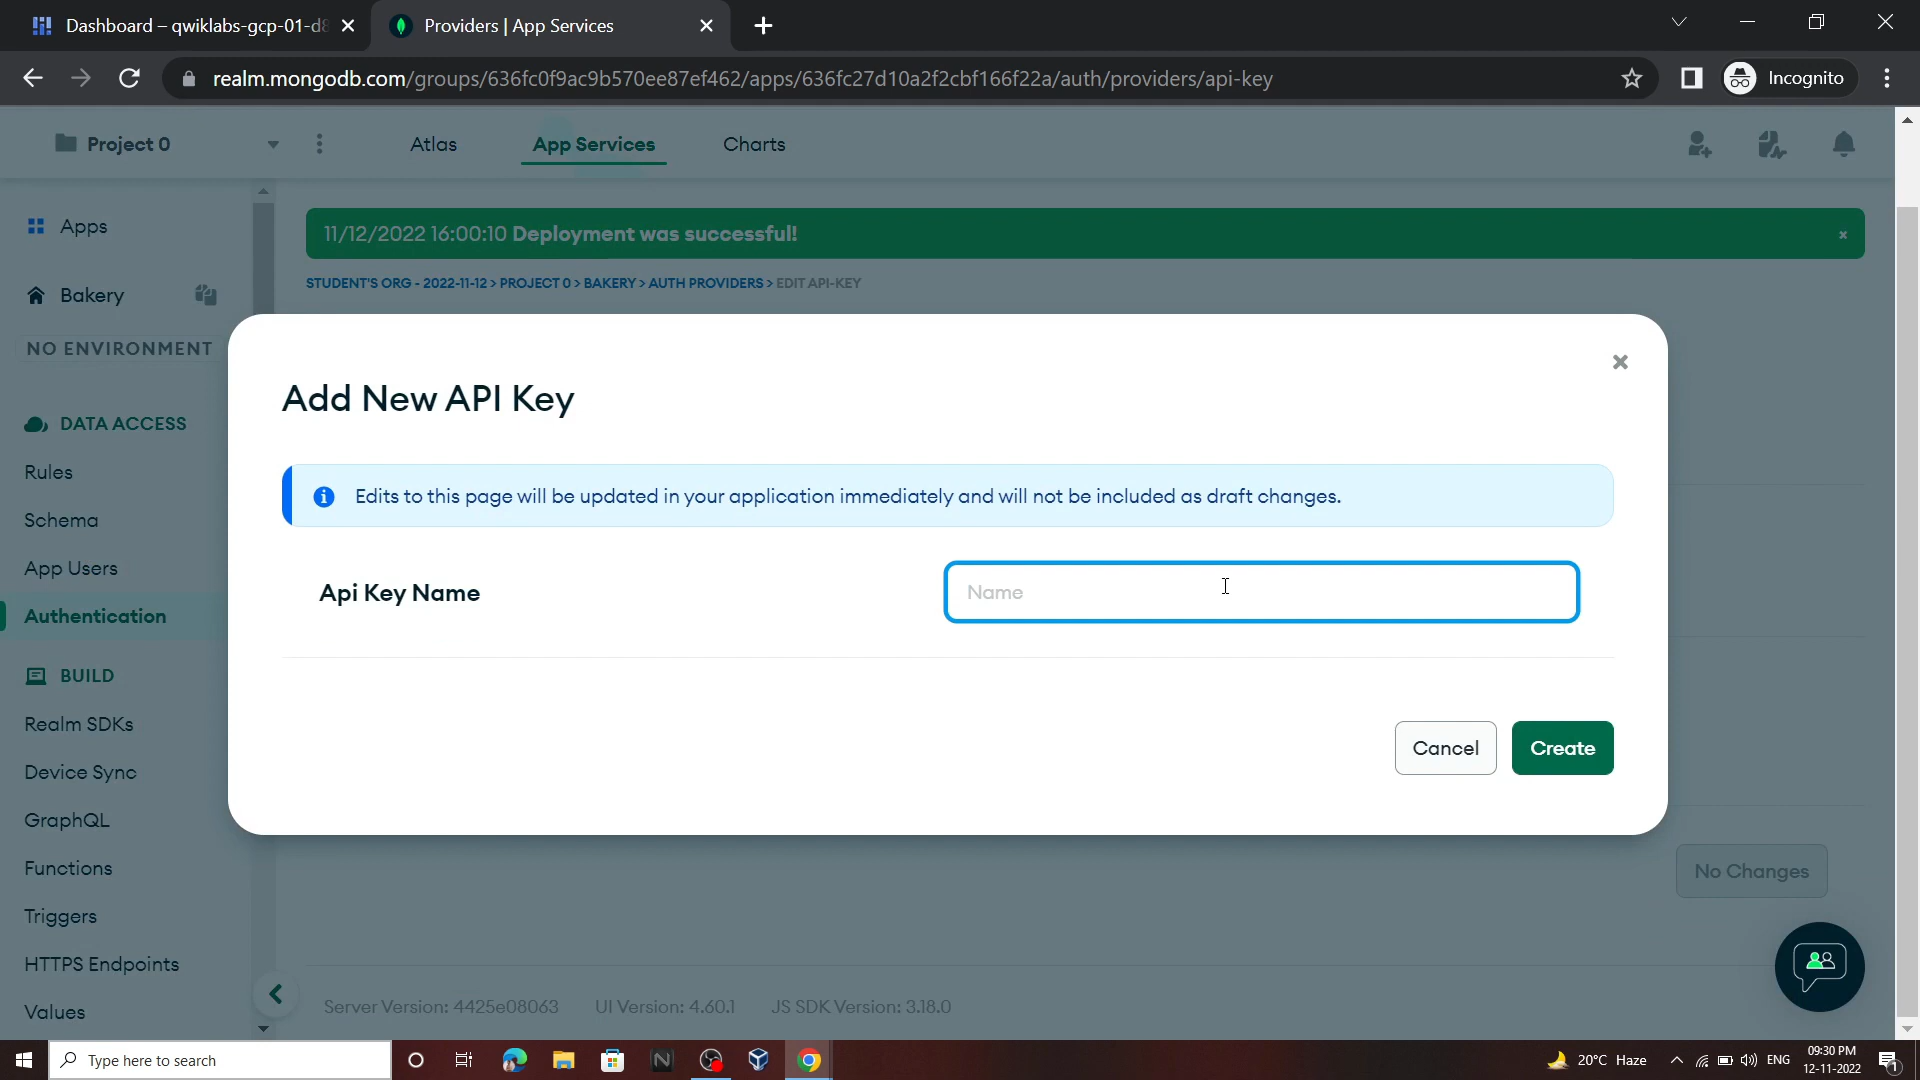 Dashboard – qwiklabs-gcp-01-d8
Providers | App Services
realm.mongodb.com/groups/636fc0f9ac9b570ee87ef462/apps/636fc27d10a2f2cbf166f22a/auth/providers/api-key
Incognito
Project 0
Atlas
App Services
Charts
Apps
11/12/2022 16:00:10 Deployment was successful!
STUDENT'S ORG - 2022-11-12 > PROJECT 0 > BAKERY > AUTH PROVIDERS > EDIT API-KEY
Bakery
NO ENVIRONMENT
Add New API Key
DATA ACCESS
Rules
Edits to this page will be updated in your application immediately and will not be included as draft changes.
Schema
App Users
Api Key Name
Name
Authentication
BUILD
Realm SDKs
Cancel
Create
Device Sync
GraphQL
Functions
No Changes
Triggers
HTTPS Endpoints
Values
Server Version: 4425e08063
UI Version: 4.60.1
JS SDK Version: 3.18.0
Type here to search
20°C Haze
ENG
09:30 PM
12-11-2022
1